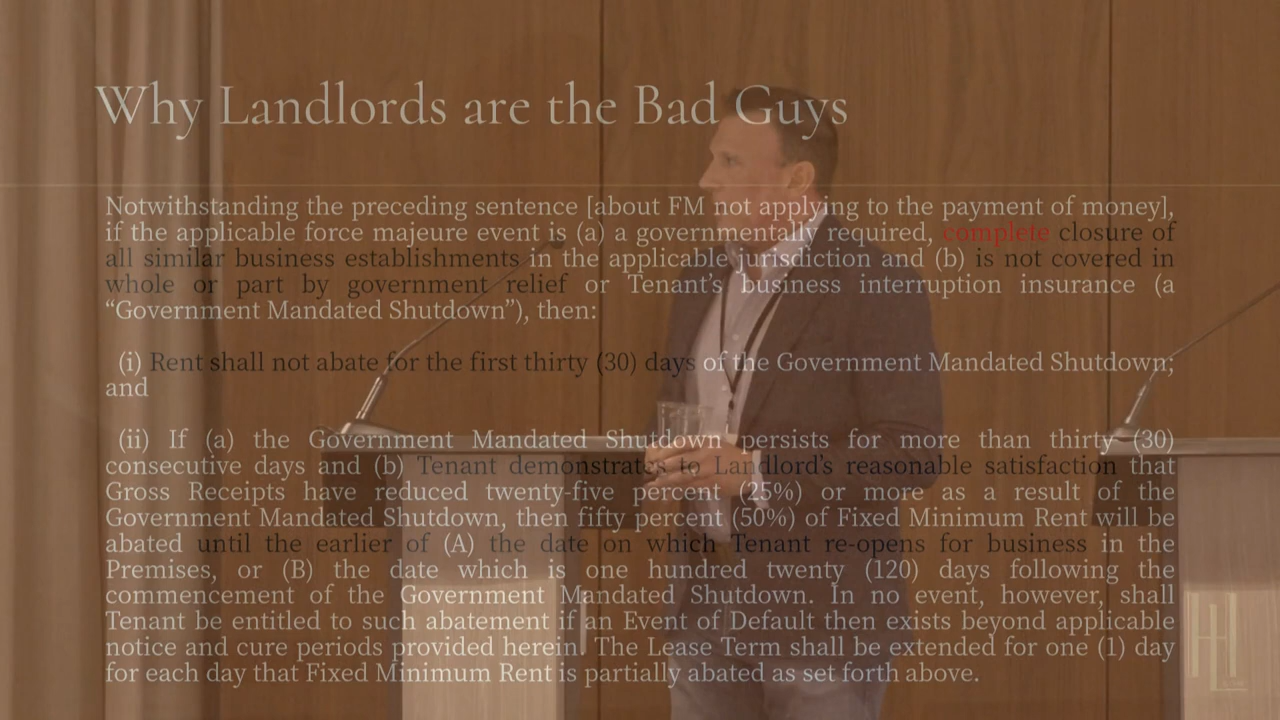 Why Landlords are the Bad Guys
Notwithstanding the preceding sentence [about FM not applying to the payment of money],
if the applicable force majeure event is (a) a governmentally required, complete closure of
all similar business establishments in the applicable jurisdiction and (b) is not covered in
whole or part by government relief or Tenant's business interruption insurance (a
“Government Mandated Shutdown”), then:
(i) Rent shall not abate for the first thirty (30) days of the Government Mandated Shutdown;
and
(ii) If (a) the Government Mandated Shutdown persists for more than thirty (30)
consecutive days and (b) Tenant demonstrates to Landlord's reasonable satisfaction that
Gross Receipts have reduced twenty-five percent (25%) or more as a result of the
Government Mandated Shutdown, then fifty percent (50%) of Fixed Minimum Rent will be
abated until the earlier of (A) the date on which Tenant re-opens for business in the
Premises, or (B) the date which is one hundred twenty (120) days following the
commencement of the Government Mandated Shutdown. In no event, however, shall
Tenant be entitled to such abatement if an Event of Default then exists beyond applicable
notice and cure periods provided herein. The Lease Term shall be extended for one (1) day
for each day that Fixed Minimum Rent is partially abated as set forth above.